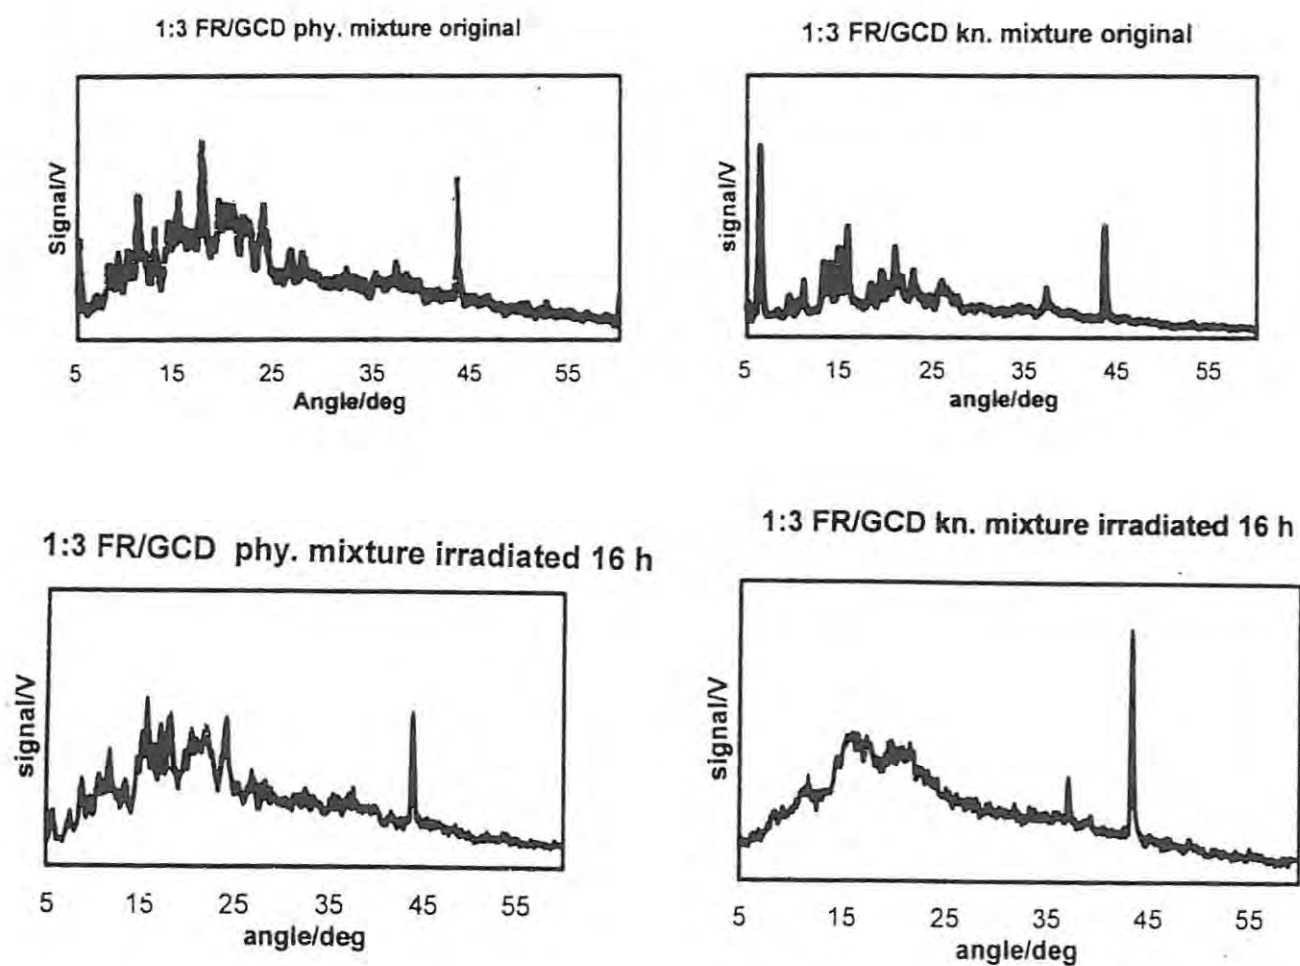 1:3 FR/GCD phy. mixture original
Signal/V
5 15 25 35 45 55
Angle/deg
1:3 FR/GCD kn. mixture original
signal/V
5 15 25 35 45 55
angle/deg
1:3 FR/GCD phy. mixture irradiated 16 h
signal/V
5 15 25 35 45 55
angle/deg
1:3 FR/GCD kn. mixture irradiated 16 h
signal/V
5 15 25 35 45 55
angle/deg